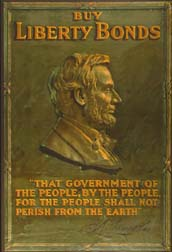 BUY
LIBERTY BONDS
"THAT GOVERNMENT OF
THE PEOPLE, BY THE PEOPLE,
FOR THE PEOPLE SHALL NOT
PERISH FROM THE EARTH"